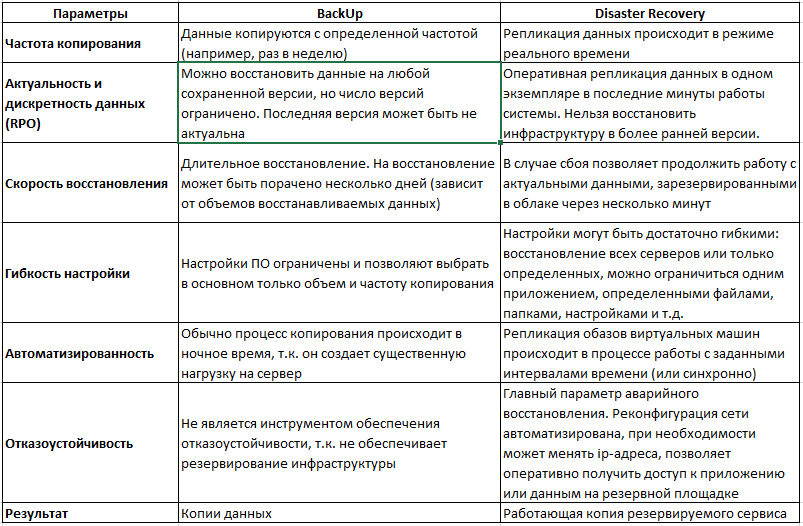 Параметры
BackUp
Disaster Recovery
Частота копирования
Данные копируются с определенной частотой
(например, раз в неделю)
Репликация данных происходит в режиме
реального времени
Актуальность и
дискретность данных
(RPO)
Можно восстановить данные на любой
сохраненной версии, но число версий
ограничено. Последняя версия может быть не
актуальна
Оперативная репликация данных в одном
экземпляре в последние минуты работы
системы. Нельзя восстановить
инфраструктуру в более ранней версии.
Скорость восстановления
Длительное восстановление. На восстановление
может быть порачено несколько дней (зависит
от объемов восстанавливаемых данных)
В случае сбоя позволяет продолжить работу с
актуальными данными, зарезервированными
в облаке через несколько минут
Гибкость настройки
Настройки ПО ограничены и позволяют выбрать
в основном только объем и частоту копирования
Настройки могут быть достаточно гибкими:
восстановление всех серверов или только
определенных, можно ограничиться одним
приложением, определенными файлами,
папками, настройками и т.д.
Автоматизированность
Обычно процесс копирования происходит в
ночное время, т.к. он создает существенную
нагрузку на сервер
Репликация обазов виртуальных машин
происходит в процессе работы с заданными
интервалами времени (или синхронно)
Отказоустойчивость
Не является инструментом обеспечения
отказоустойчивости, т.к. не обеспечивает
резервирование инфраструктуры
Главный параметр аварийного
восстановления. Реконфигурация сети
автоматизирована, при необходимости
может менять ip-адреса, позволяет
оперативно получить доступ к приложению
или данным на резервной площадке
Результат
Копии данных
Работающая копия резервируемого сервиса